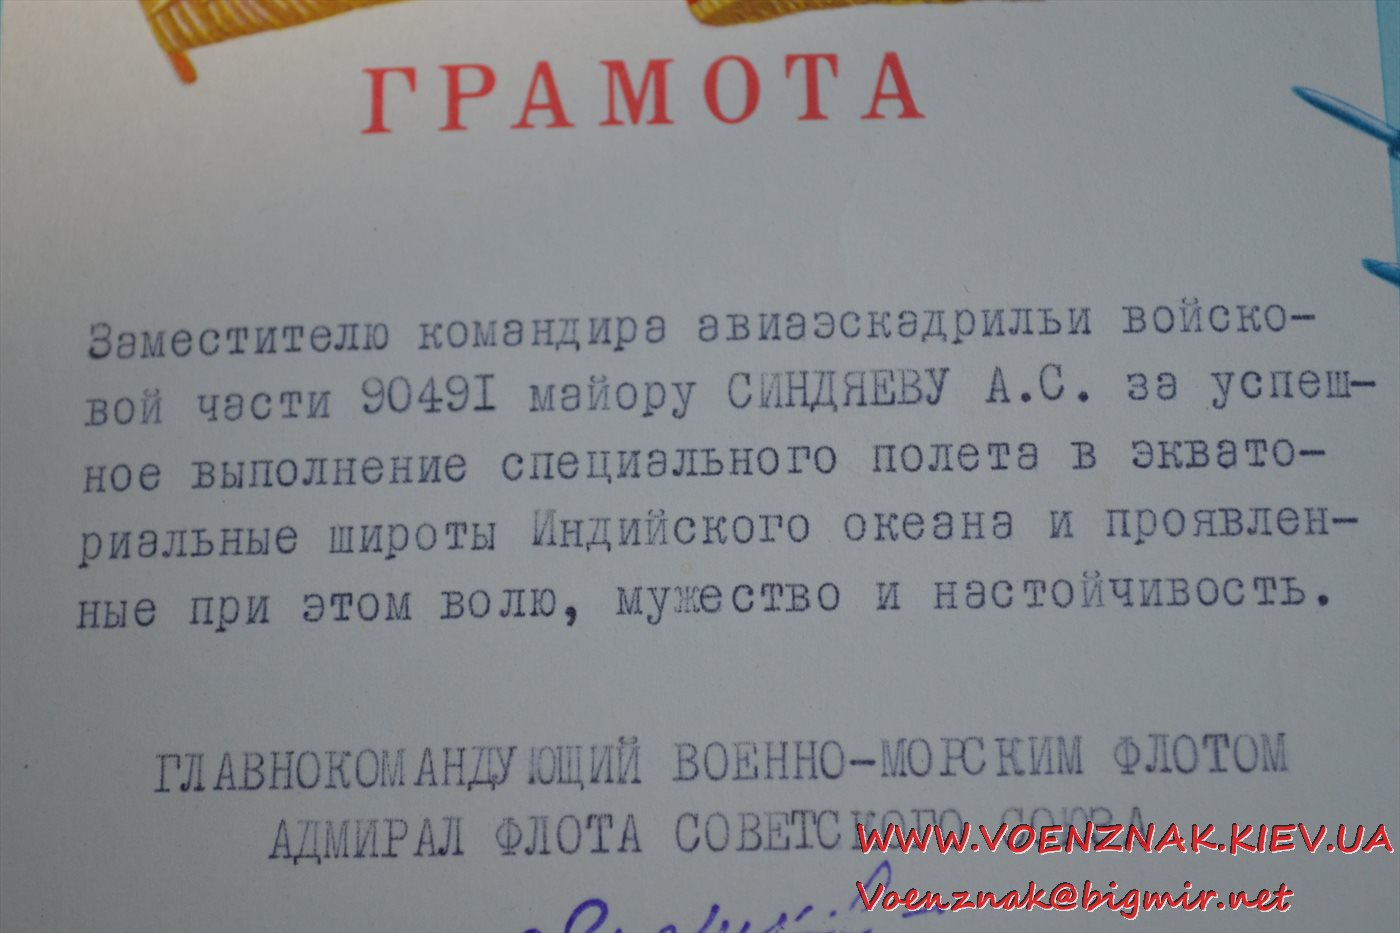 ГРАМОТА
Заместителю командира авиаэскадрильи войско-
вой части 90491 майору СИНДЯЕВУ А.С. за успеш-
ное выполнение специального полета в эквато-
риальные широты Индийского океана и проявлен-
ные при этом волю, мужество и настойчивость.
ГЛАВНОКОМАНДУЮЩИЙ ВОЕННО-МОРСКИМ ФЛОТОМ
АДМИРАЛ ФЛОТА СОВЕТСКОГО СОЮЗА
WWW.VOENZNAK.KIEV.UA
Voenznak@bigmir.net